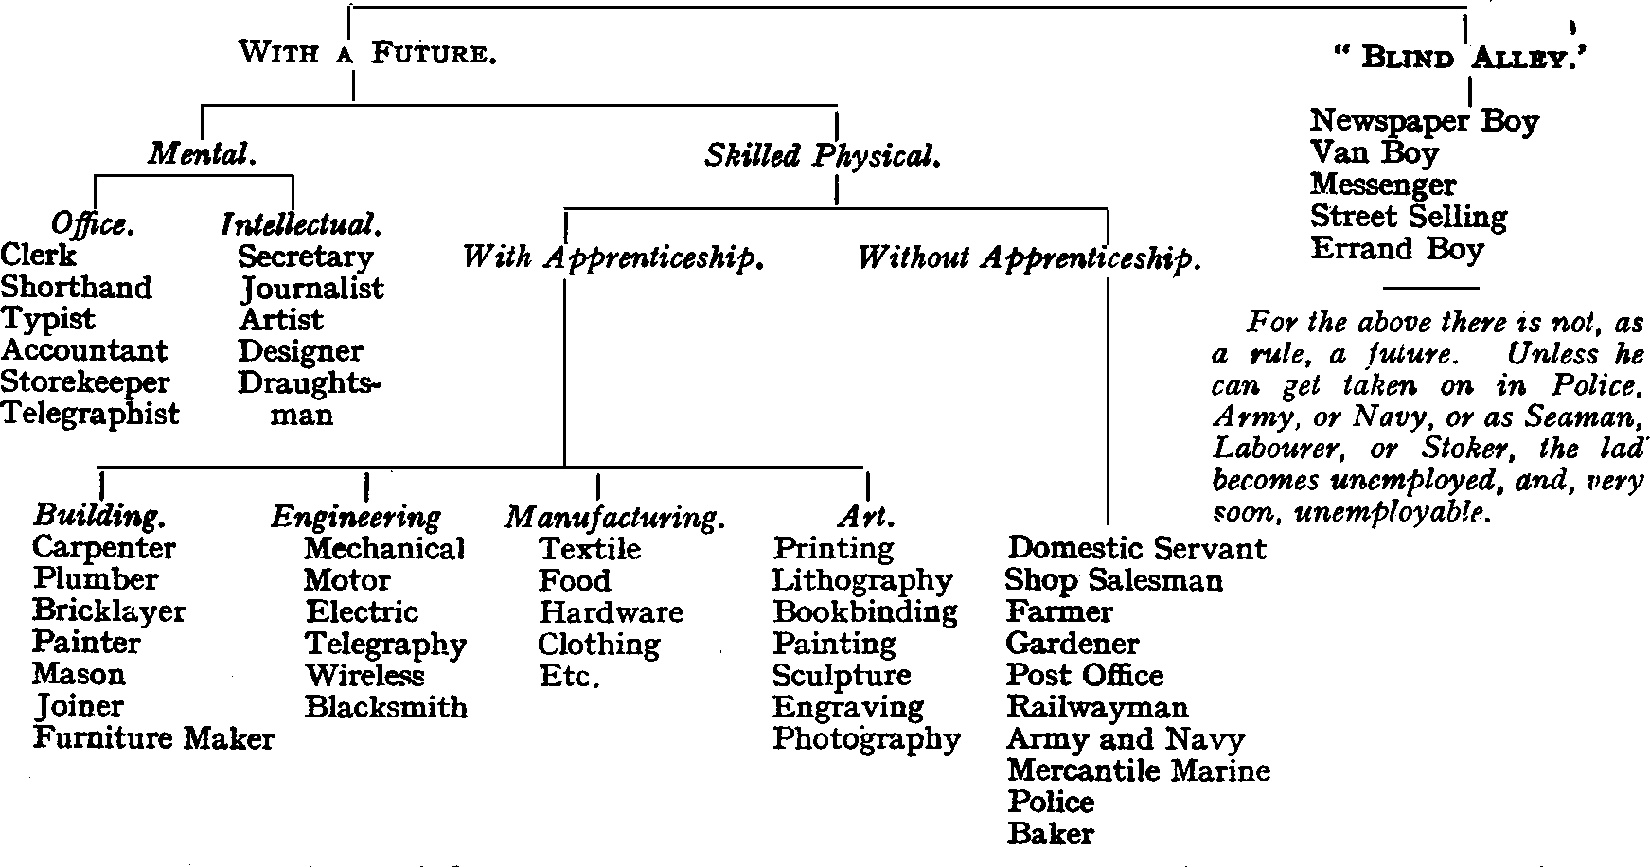 WITH A FUTURE.
"BLIND ALLEY."
Mental.
Skilled Physical.
Office.
Clerk
Shorthand
Typist
Accountant
Storekeeper
Telegraphist
Intellectual.
Secretary
Journalist
Artist
Designer
Draughts-
man
With Apprenticeship.
Without Apprenticeship.
Newspaper Boy
Van Boy
Messenger
Street Selling
Errand Boy
For the above there is not, as
a rule, a future. Unless he
can get taken on in Police,
Army, or Navy, or as Seaman,
Labourer, or Stoker, the lad
becomes unemployed, and, very
soon, unemployable.
Building.
Carpenter
Plumber
Bricklayer
Painter
Mason
Joiner
Furniture Maker
Engineering
Mechanical
Motor
Electric
Telegraphy
Wireless
Blacksmith
Manufacturing.
Textile
Food
Hardware
Clothing
Etc.
Art.
Printing
Lithography
Bookbinding
Painting
Sculpture
Engraving
Photography
Domestic Servant
Shop Salesman
Farmer
Gardener
Post Office
Railwayman
Army and Navy
Mercantile Marine
Police
Baker